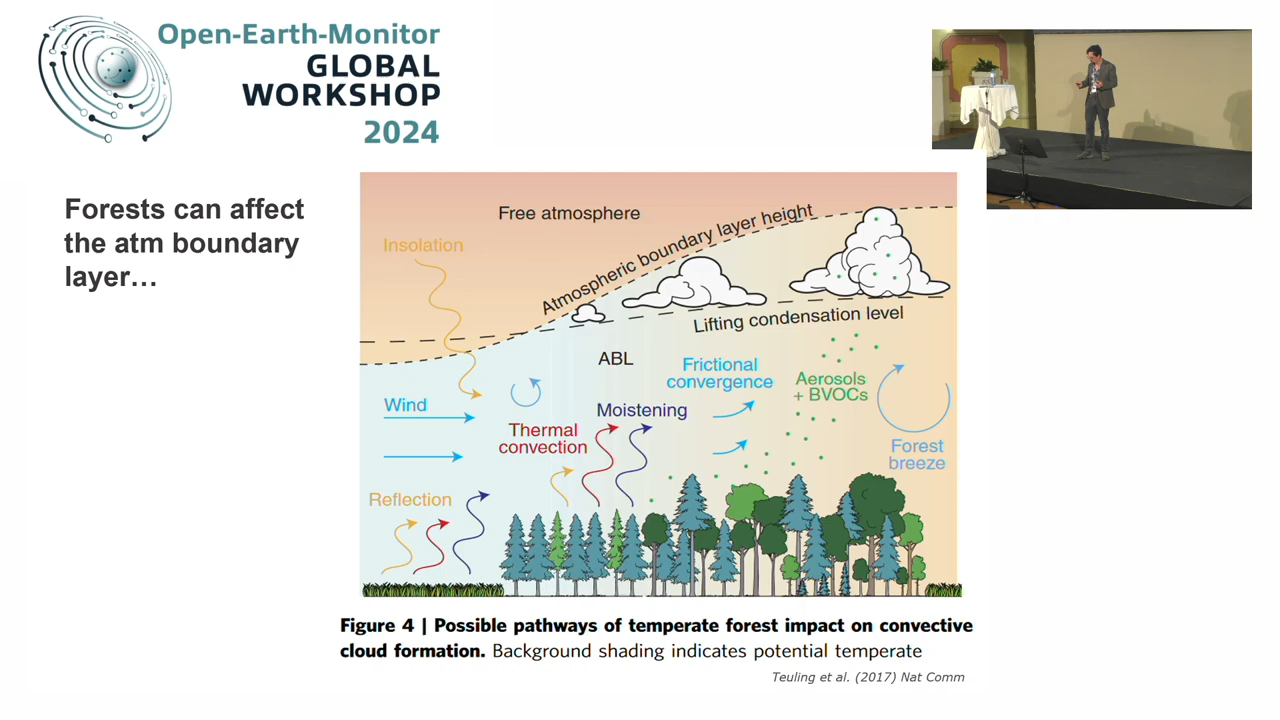 Open-Earth-Monitor
GLOBAL
WORKSHOP
2024
Forests can affect
the atm boundary
layer…
Free atmosphere
Insolation
Atmospheric boundary layer height
Lifting condensation level
ABL
Frictional
convergence
Aerosols
+ BVOCs
Wind
Moistening
Thermal
convection
Forest
breeze
Reflection
Figure 4 | Possible pathways of temperate forest impact on convective
cloud formation. Background shading indicates potential temperate
Teuling et al. (2017) Nat Comm